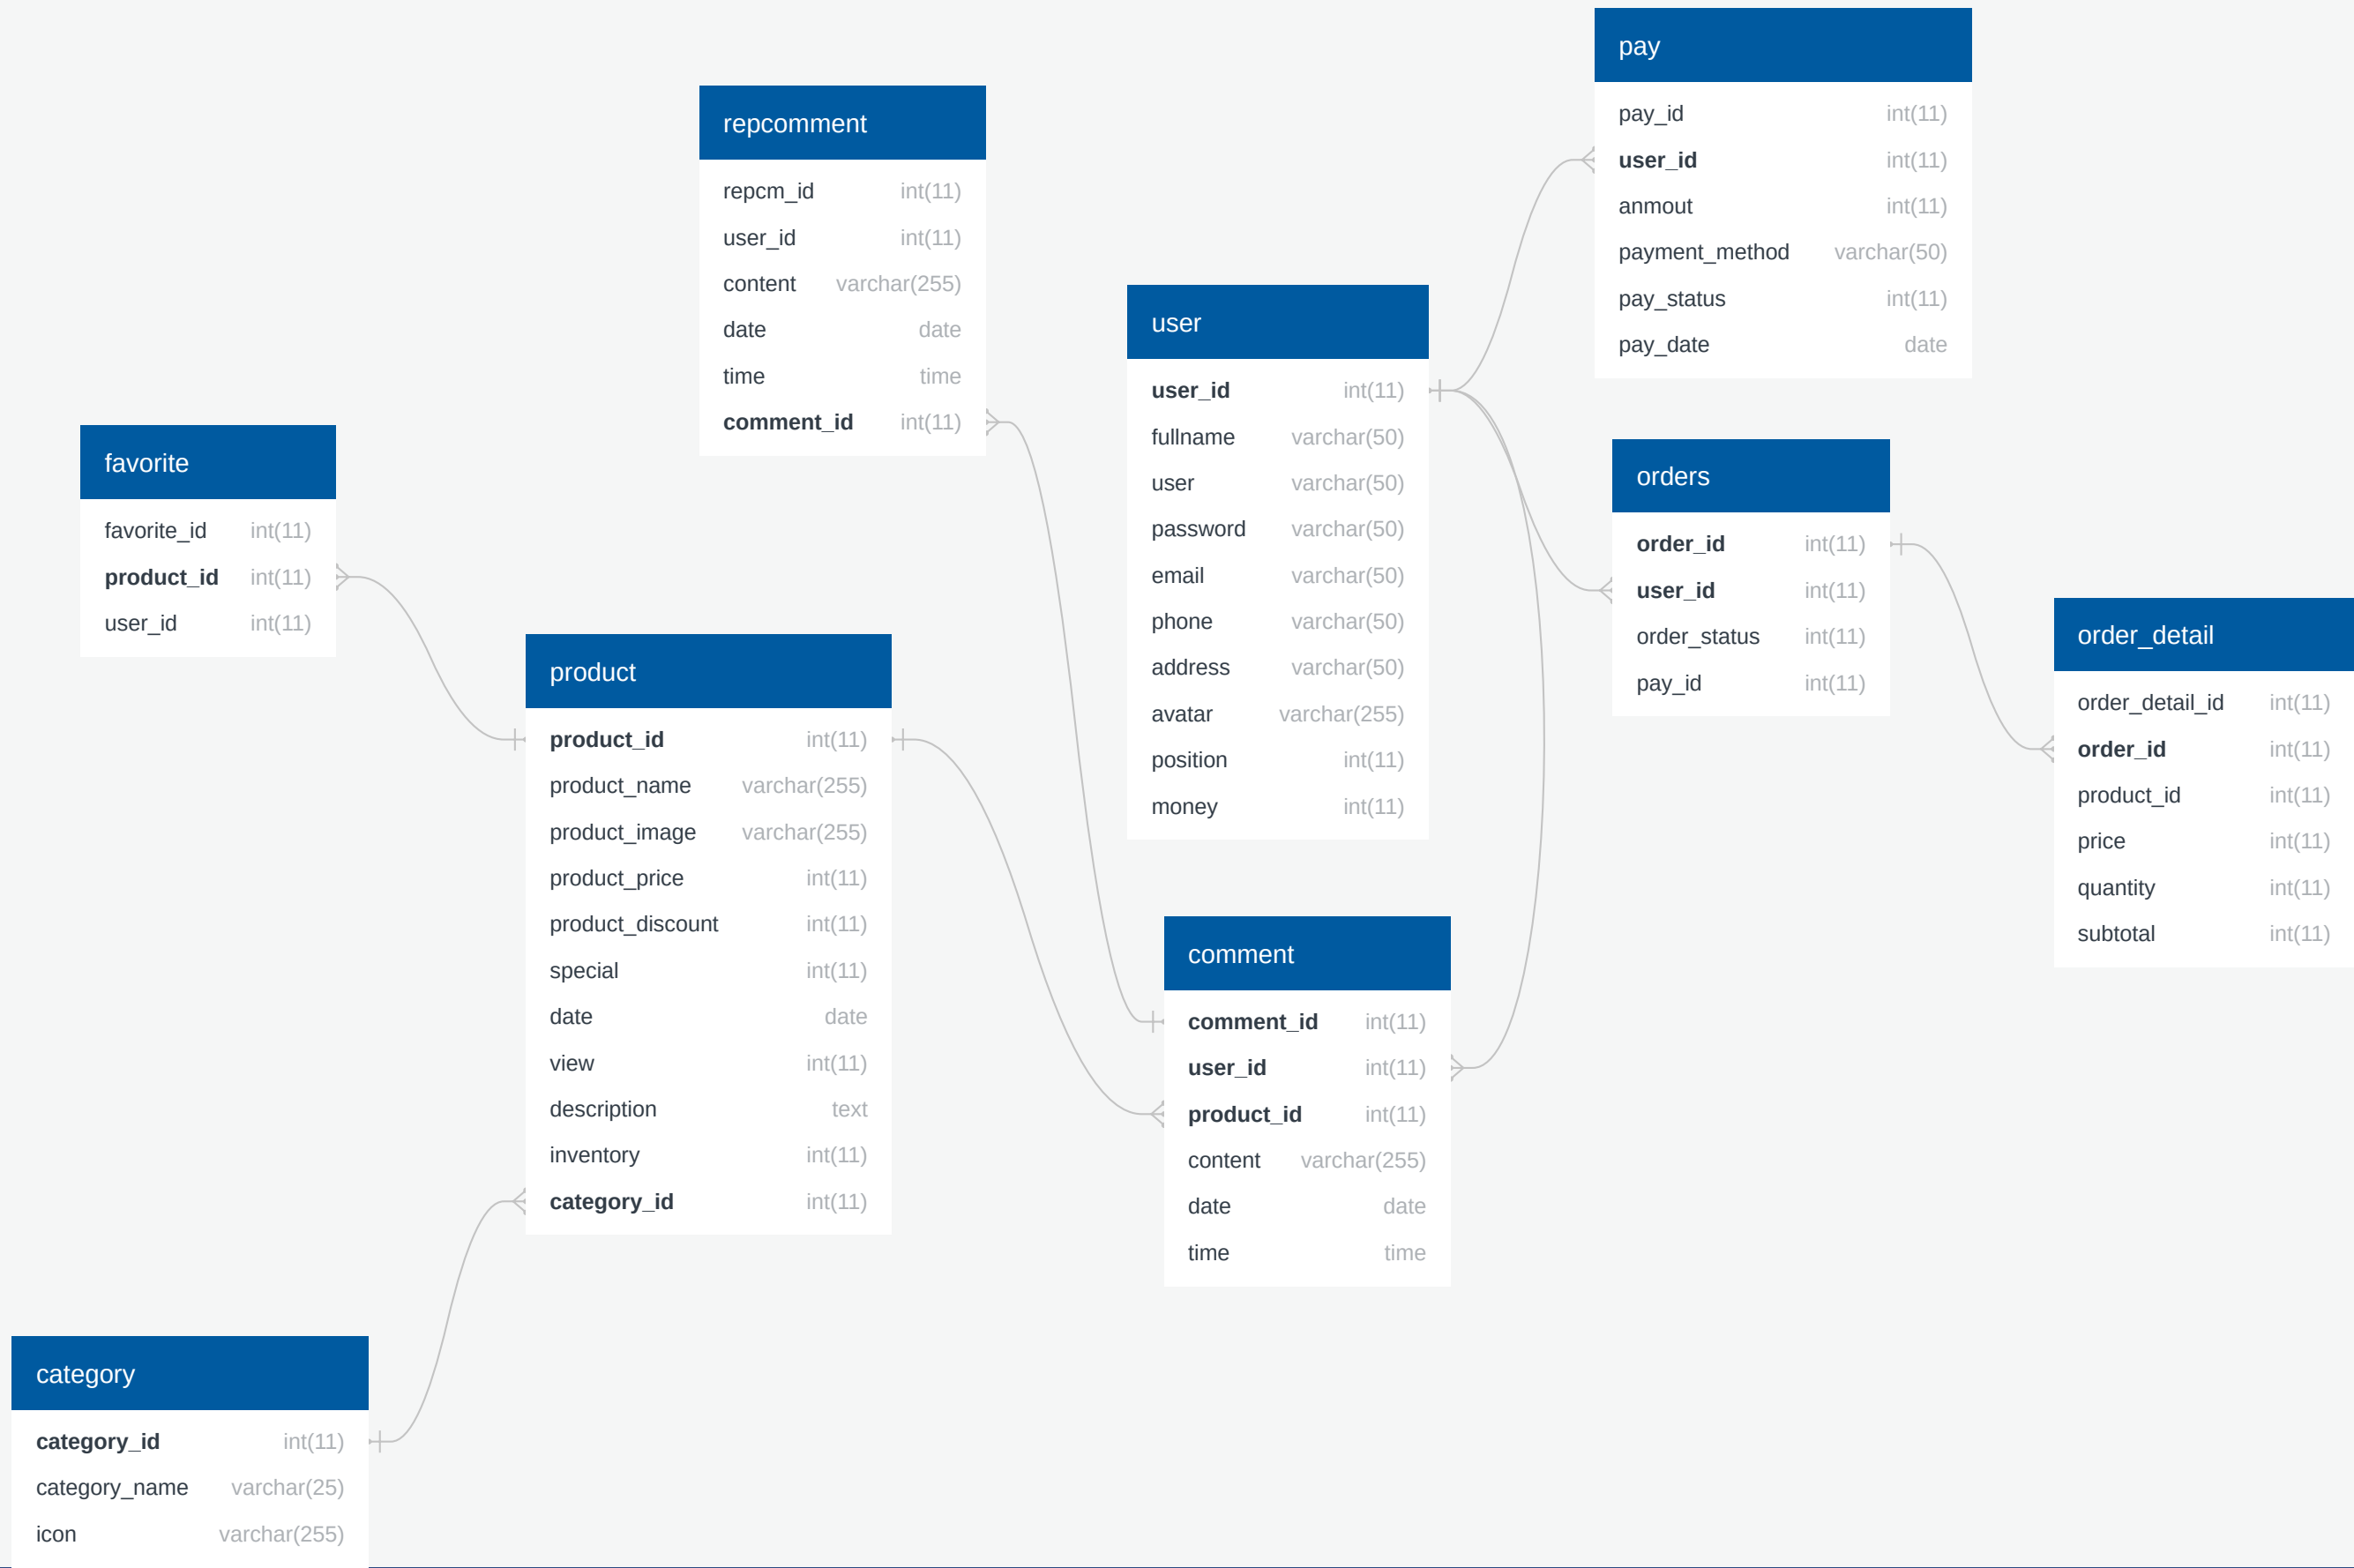 pay
pay_id int(11)
user_id int(11)
anmout int(11)
payment_method varchar(50)
pay_status int(11)
pay_date date
repcomment
repcm_id int(11)
user_id int(11)
content varchar(255)
date date
time time
comment_id int(11)
user
user_id int(11)
fullname varchar(50)
user varchar(50)
password varchar(50)
email varchar(50)
phone varchar(50)
address varchar(50)
avatar varchar(255)
position int(11)
money int(11)
favorite
favorite_id int(11)
product_id int(11)
user_id int(11)
orders
order_id int(11)
user_id int(11)
order_status int(11)
pay_id int(11)
order_detail
order_detail_id int(11)
order_id int(11)
product_id int(11)
price int(11)
quantity int(11)
subtotal int(11)
product
product_id int(11)
product_name varchar(255)
product_image varchar(255)
product_price int(11)
product_discount int(11)
special int(11)
date date
view int(11)
description text
inventory int(11)
category_id int(11)
comment
comment_id int(11)
user_id int(11)
product_id int(11)
content varchar(255)
date date
time time
category
category_id int(11)
category_name varchar(25)
icon varchar(255)